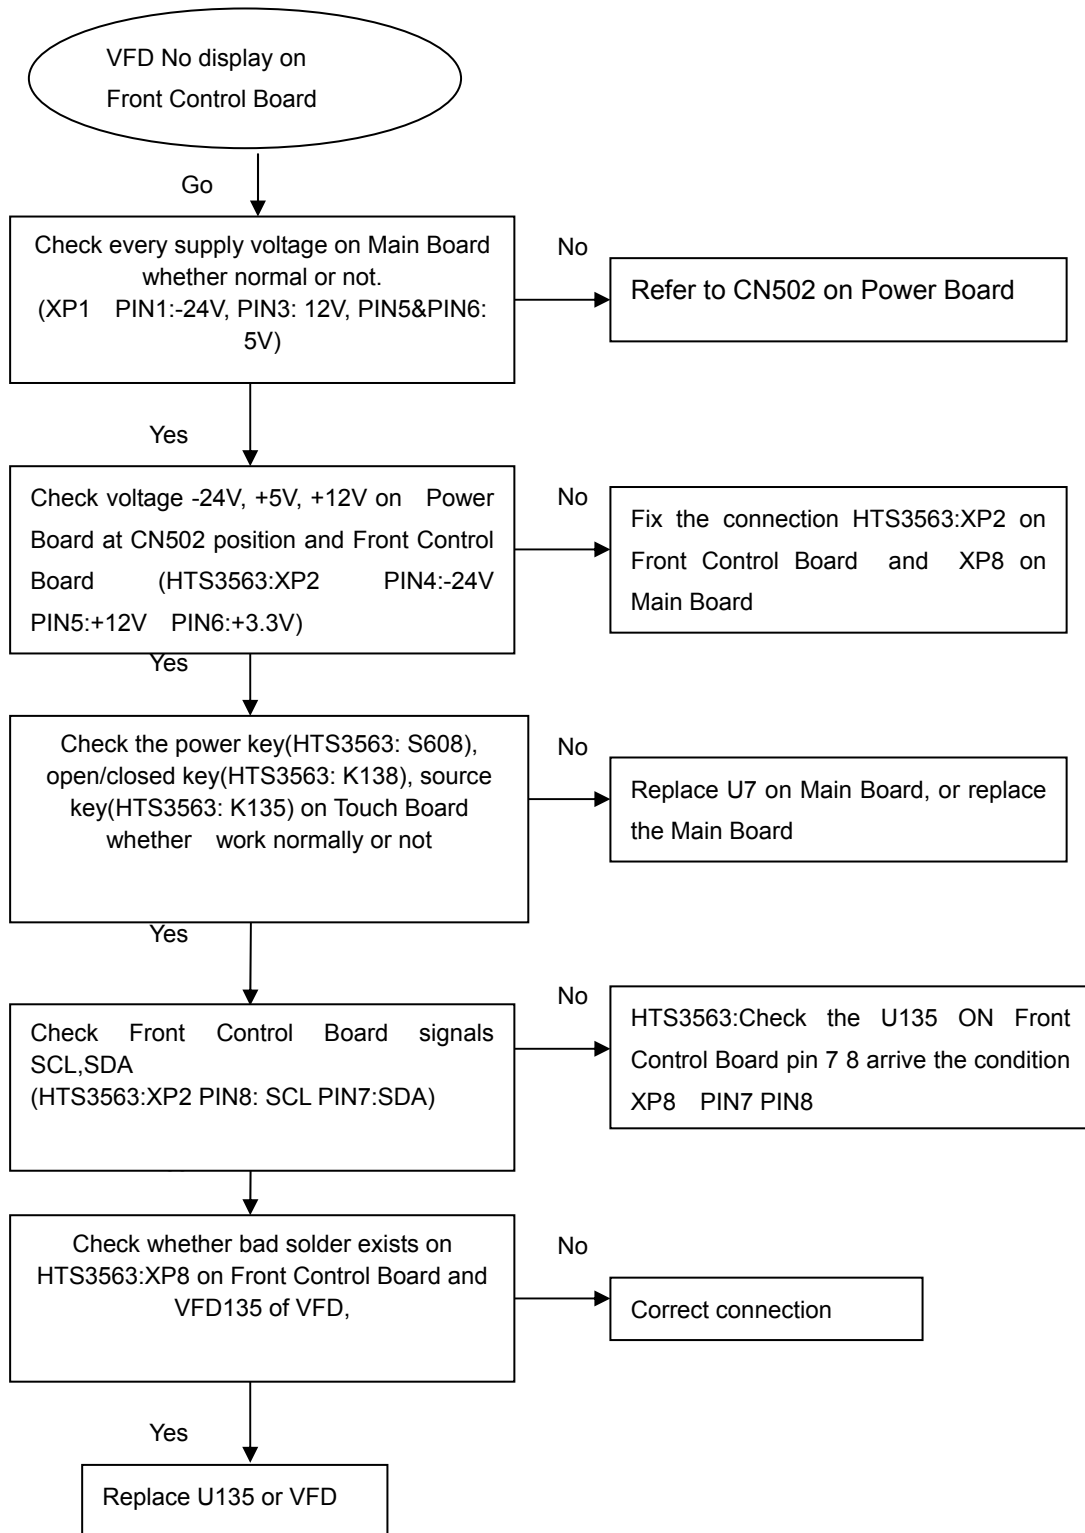 VFD No display on
Front Control Board
Go
Check every supply voltage on Main Board
whether normal or not.
(XP1 PIN1:-24V, PIN3: 12V, PIN5&PIN6:
5V)
No
Refer to CN502 on Power Board
Yes
Check voltage -24V, +5V, +12V on Power
Board at CN502 position and Front Control
Board (HTS3563:XP2 PIN4:-24V
PIN5:+12V PIN6:+3.3V)
No
Fix the connection HTS3563:XP2 on
Front Control Board and XP8 on
Main Board
Yes
Check the power key(HTS3563: S608),
open/closed key(HTS3563: K138), source
key(HTS3563: K135) on Touch Board
whether work normally or not
No
Replace U7 on Main Board, or replace
the Main Board
Yes
Check Front Control Board signals
SCL,SDA
(HTS3563:XP2 PIN8: SCL PIN7:SDA)
No
HTS3563:Check the U135 ON Front
Control Board pin 7 8 arrive the condition
XP8 PIN7 PIN8
Check whether bad solder exists on
HTS3563:XP8 on Front Control Board and
VFD135 of VFD,
No
Correct connection
Yes
Replace U135 or VFD